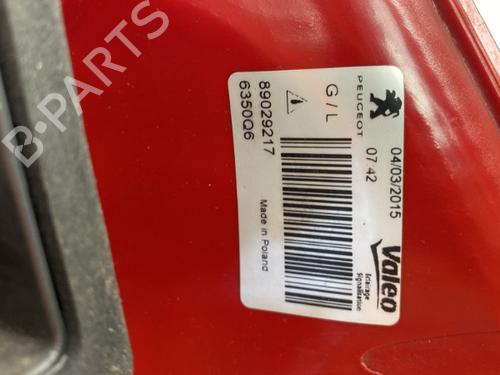 PEUGEOT
04/03/2015
07 42
Valeo
Eclairage
Signalisation
G / L
89029217
6350Q6
Made in Poland
B-Parts